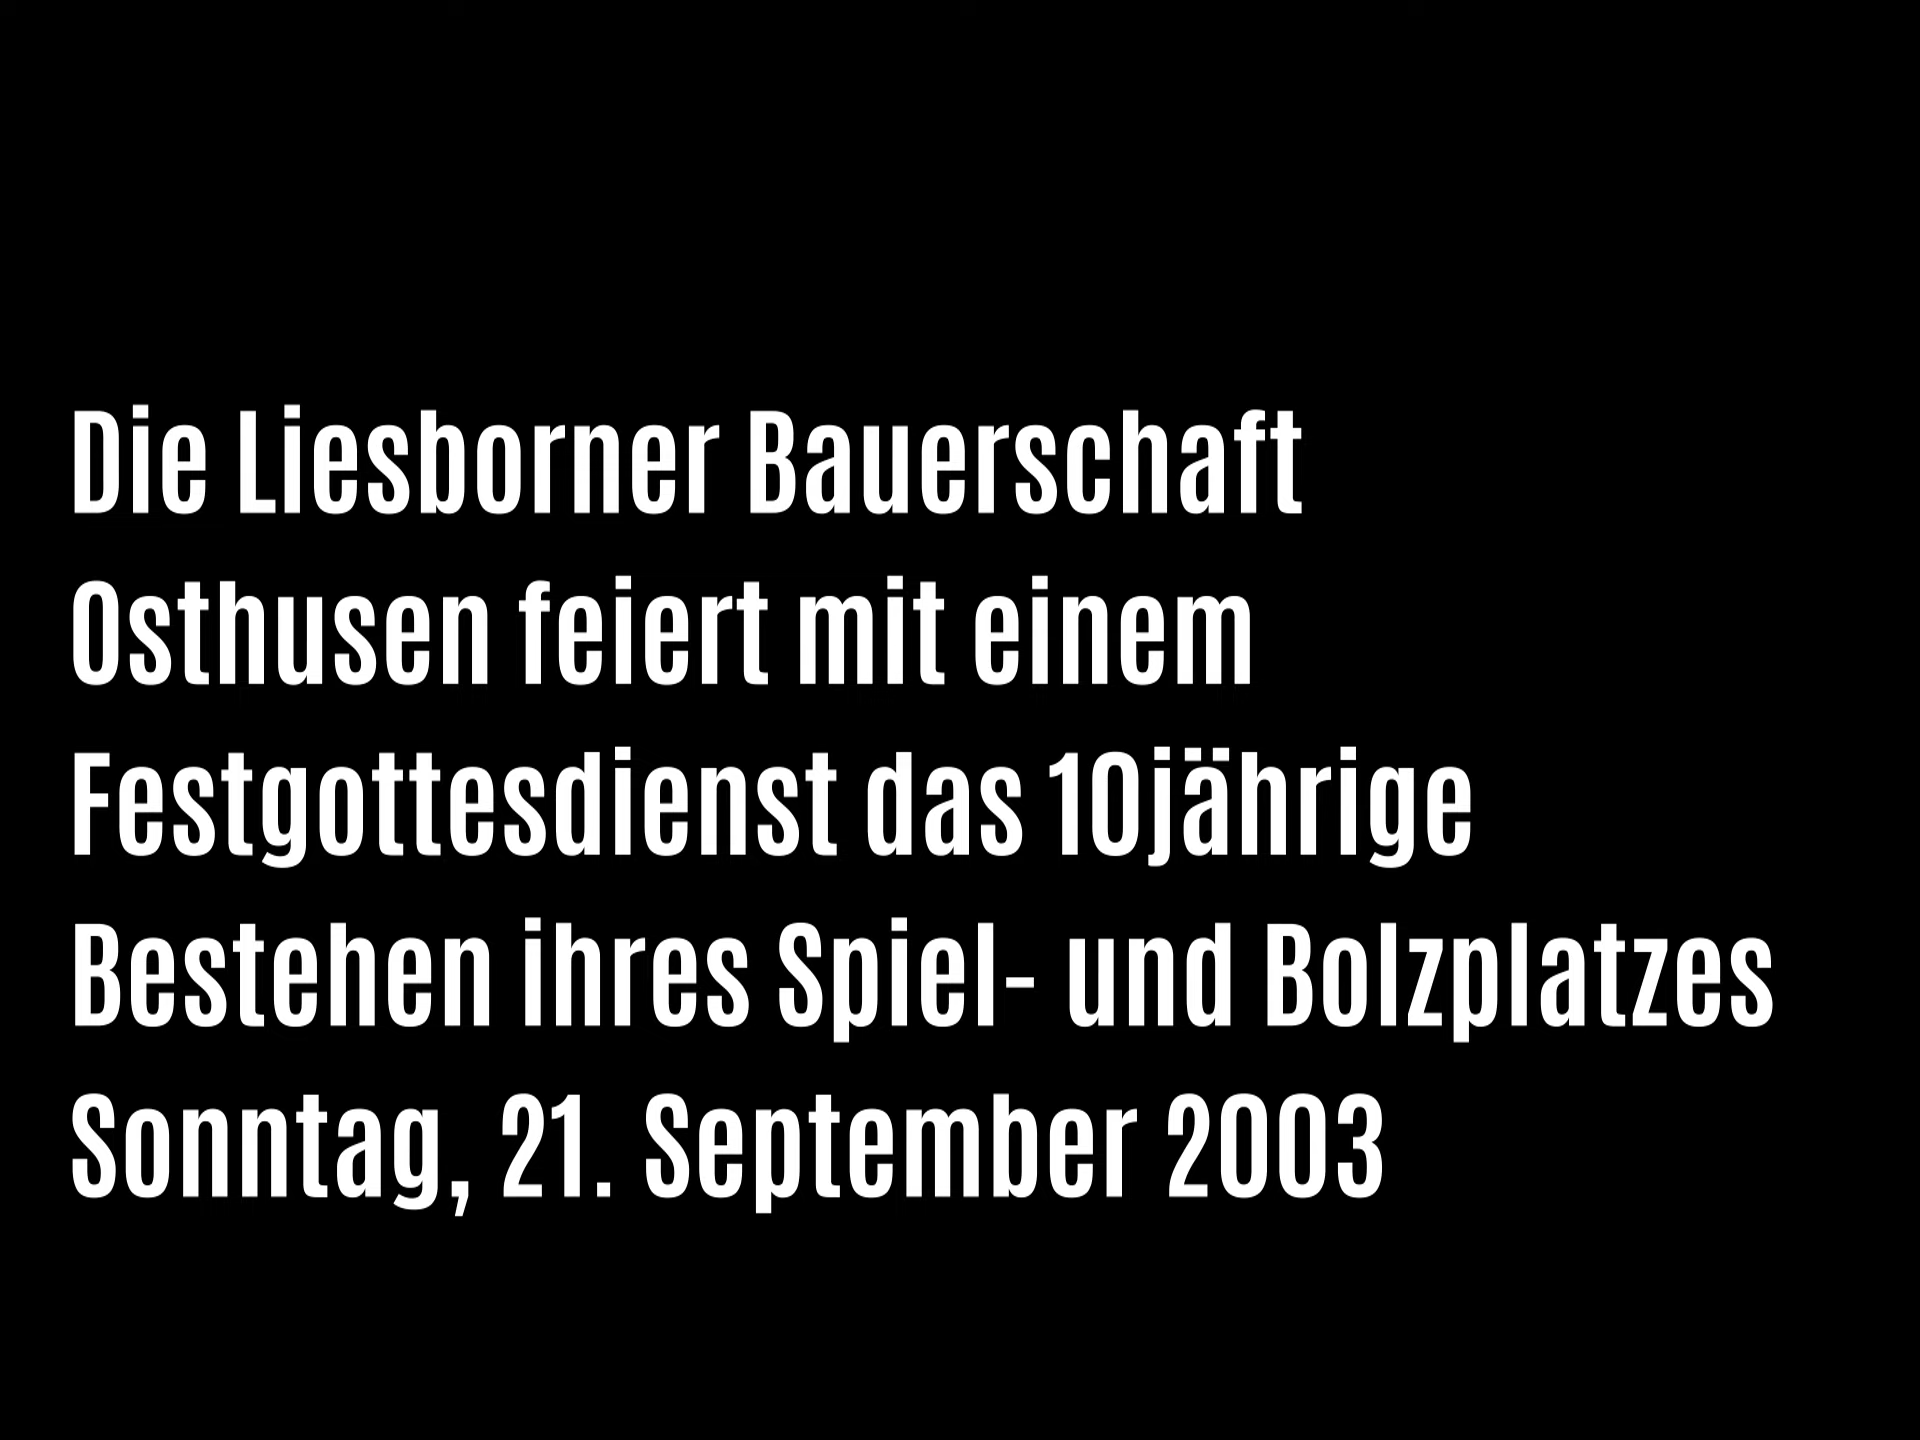 Die Liesborner Bauerschaft
Osthusen feiert mit einem
Festgottesdienst das 10jährige
Bestehen ihres Spiel- und Bolzplatzes
Sonntag, 21. September 2003